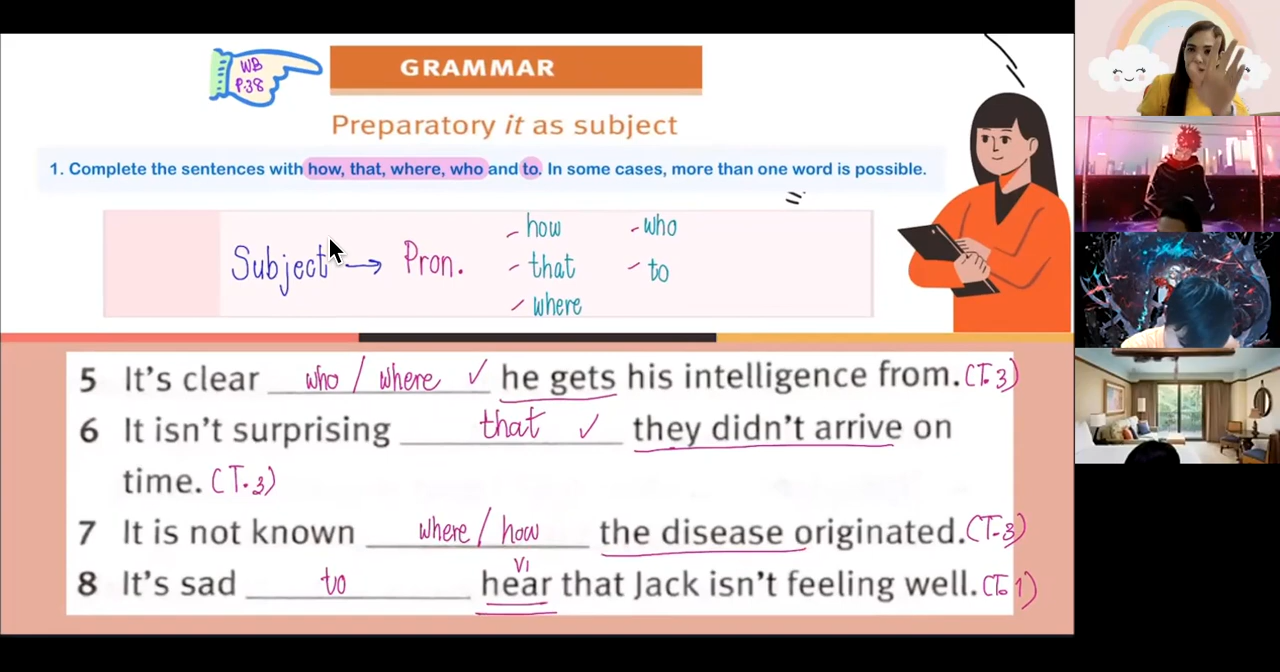 WB
P.38
GRAMMAR
Preparatory it as subject
1. Complete the sentences with how, that, where, who and to. In some cases, more than one word is possible.
Subject → Pron.
- how
- that
- where
- who
- to
5 It's clear who / where ✓ he gets his intelligence from. (T.3)
6 It isn't surprising that ✓ they didn't arrive on
time. (T.3)
7 It is not known where / how the disease originated. (T.3)
V1
8 It's sad to hear that Jack isn't feeling well. (T.1)